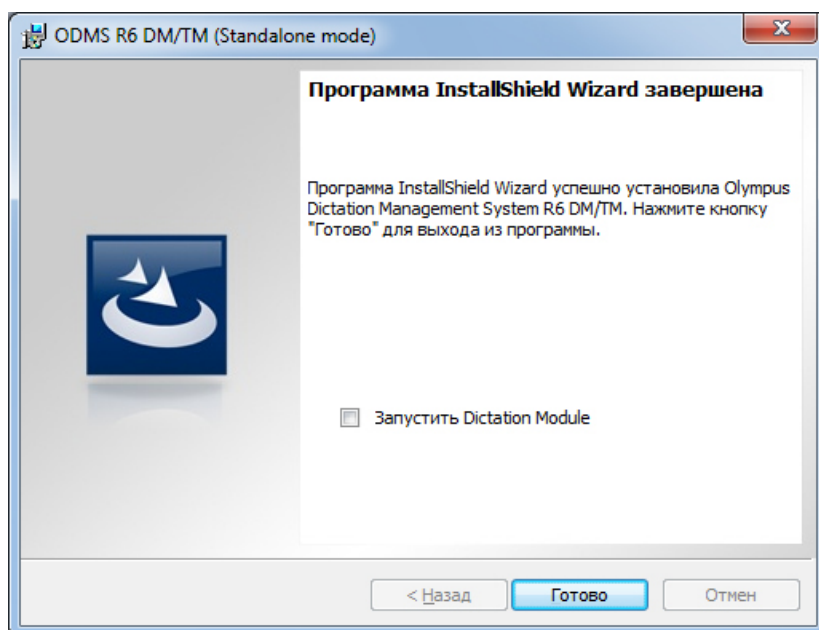 ODMS R6 DM/TM (Standalone mode)
Программа InstallShield Wizard завершена
Программа InstallShield Wizard успешно установила Olympus
Dictation Management System R6 DM/TM. Нажмите кнопку
"Готово" для выхода из программы.
Запустить Dictation Module
< Назад
Готово
Отмен